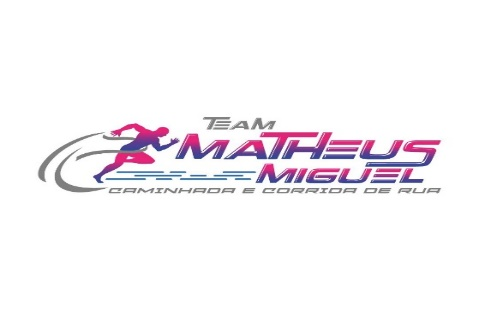 TEAM
MATHEUS
MIGUEL
CAMINHADA E CORRIDA DE RUA